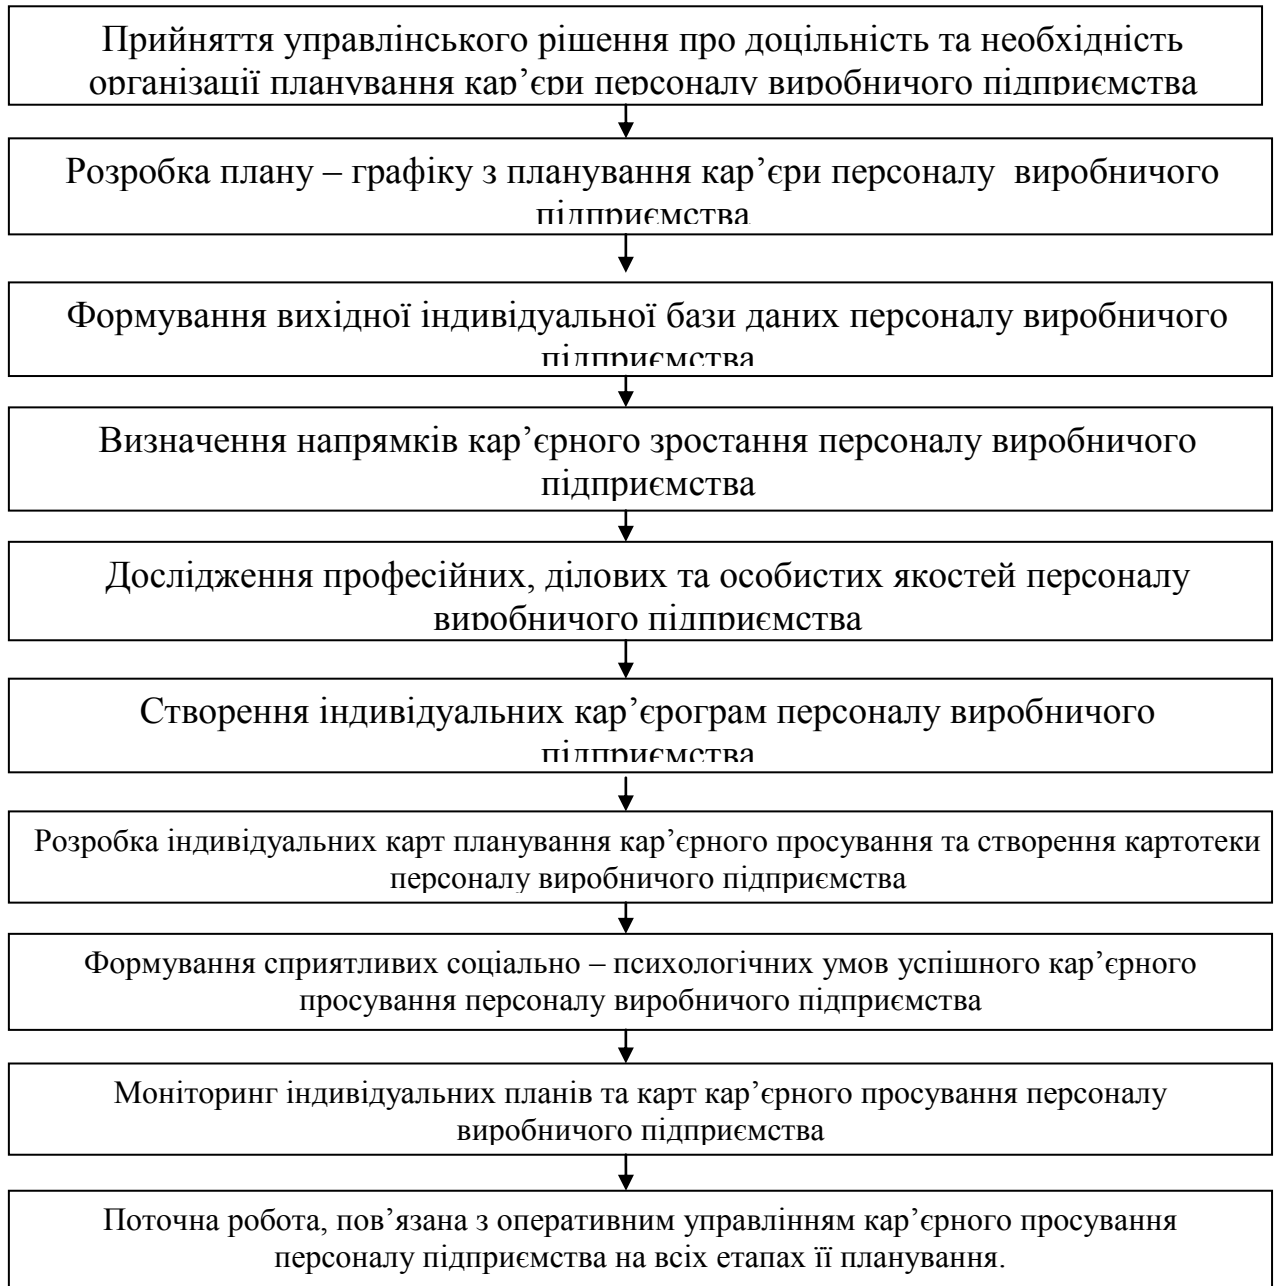 Прийняття управлінського рішення про доцільність та необхідність
організації планування кар’єри персоналу виробничого підприємства
Розробка плану – графіку з планування кар’єри персоналу виробничого
підприємства
Формування вихідної індивідуальної бази даних персоналу виробничого
підприємства
Визначення напрямків кар’єрного зростання персоналу виробничого
підприємства
Дослідження професійних, ділових та особистих якостей персоналу
виробничого підприємства
Створення індивідуальних кар’єрограм персоналу виробничого
підприємства
Розробка індивідуальних карт планування кар’єрного просування та створення картотеки
персоналу виробничого підприємства
Формування сприятливих соціально – психологічних умов успішного кар’єрного
просування персоналу виробничого підприємства
Моніторинг індивідуальних планів та карт кар’єрного просування персоналу
виробничого підприємства
Поточна робота, пов’язана з оперативним управлінням кар’єрного просування
персоналу підприємства на всіх етапах її планування.